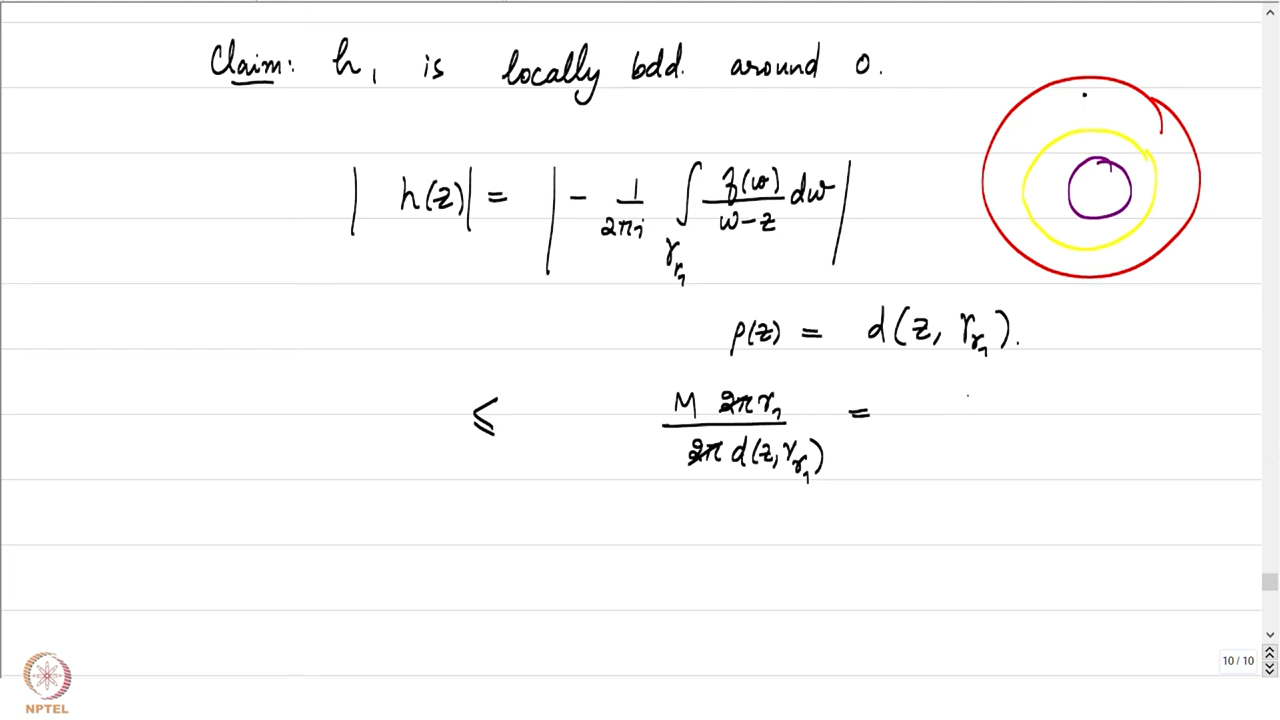 Claim: h₁ is locally bdd. around 0.
| h(z)| = | - 1/2πi ∫_{γ_{r₁}} f(w)/(w-z) dw |
ρ(z) = d(z, γ_{r₁}).
≤ M 2πr₁ / 2π d(z, γ_{r₁}) =
10 / 10
NPTEL